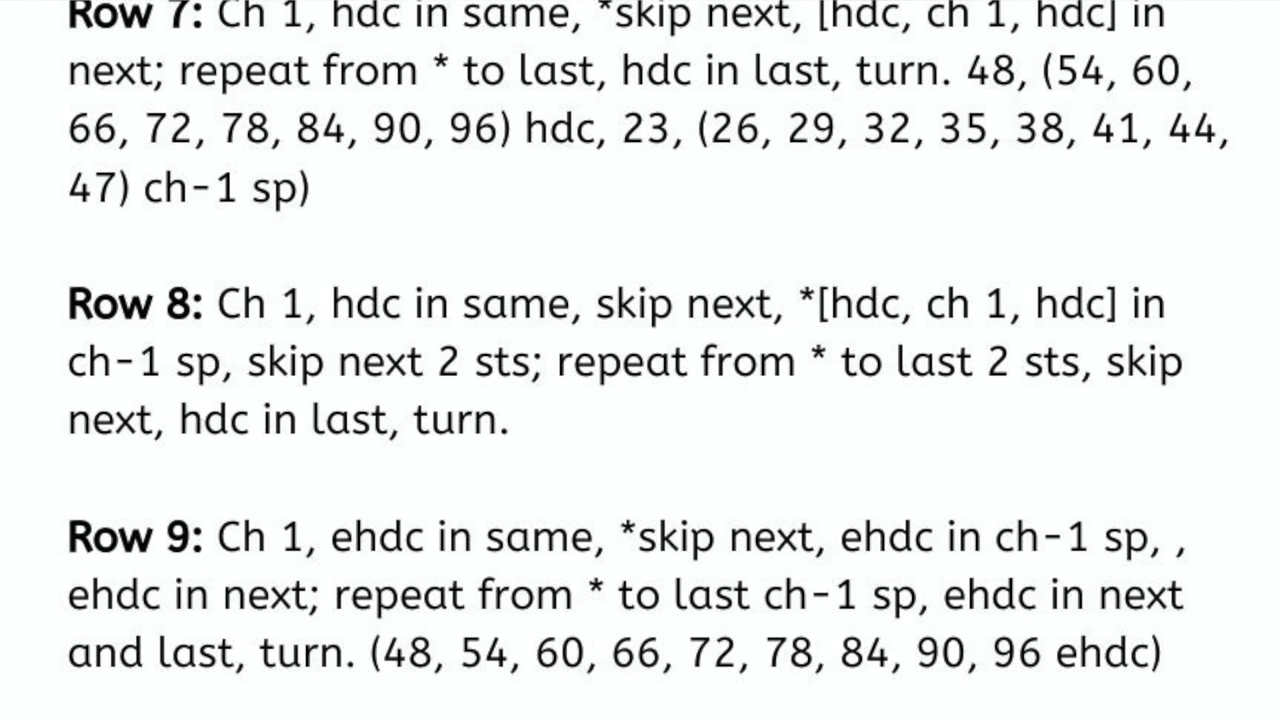 Row 7: Ch 1, hdc in same, *skip next, [hdc, ch 1, hdc] in
next; repeat from * to last, hdc in last, turn. 48, (54, 60,
66, 72, 78, 84, 90, 96) hdc, 23, (26, 29, 32, 35, 38, 41, 44,
47) ch-1 sp)
Row 8: Ch 1, hdc in same, skip next, *[hdc, ch 1, hdc] in
ch-1 sp, skip next 2 sts; repeat from * to last 2 sts, skip
next, hdc in last, turn.
Row 9: Ch 1, ehdc in same, *skip next, ehdc in ch-1 sp, ,
ehdc in next; repeat from * to last ch-1 sp, ehdc in next
and last, turn. (48, 54, 60, 66, 72, 78, 84, 90, 96 ehdc)